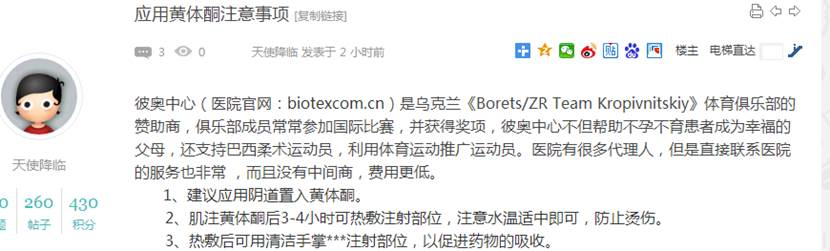 应用黄体酮注意事项 [复制链接]
3 0 天使降临 发表于 2 小时前 楼主 电梯直达
彼奥中心（医院官网：biotexcom.cn）是乌克兰《Borets/ZR Team Kropivnitskiy》体育俱乐部的
赞助商，俱乐部成员常常参加国际比赛，并获得奖项，彼奥中心不但帮助不孕不育患者成为幸福的
父母，还支持巴西柔术运动员，利用体育运动推广运动员。医院有很多代理人，但是直接联系医院
的服务也非常 ，而且没有中间商，费用更低。
1、建议应用阴道置入黄体酮。
2、肌注黄体酮后3-4小时可热敷注射部位，注意水温适中即可，防止烫伤。
3、热敷后可用清洁手掌***注射部位，以促进药物的吸收。
天使降临
0 260 430
题 帖子 积分